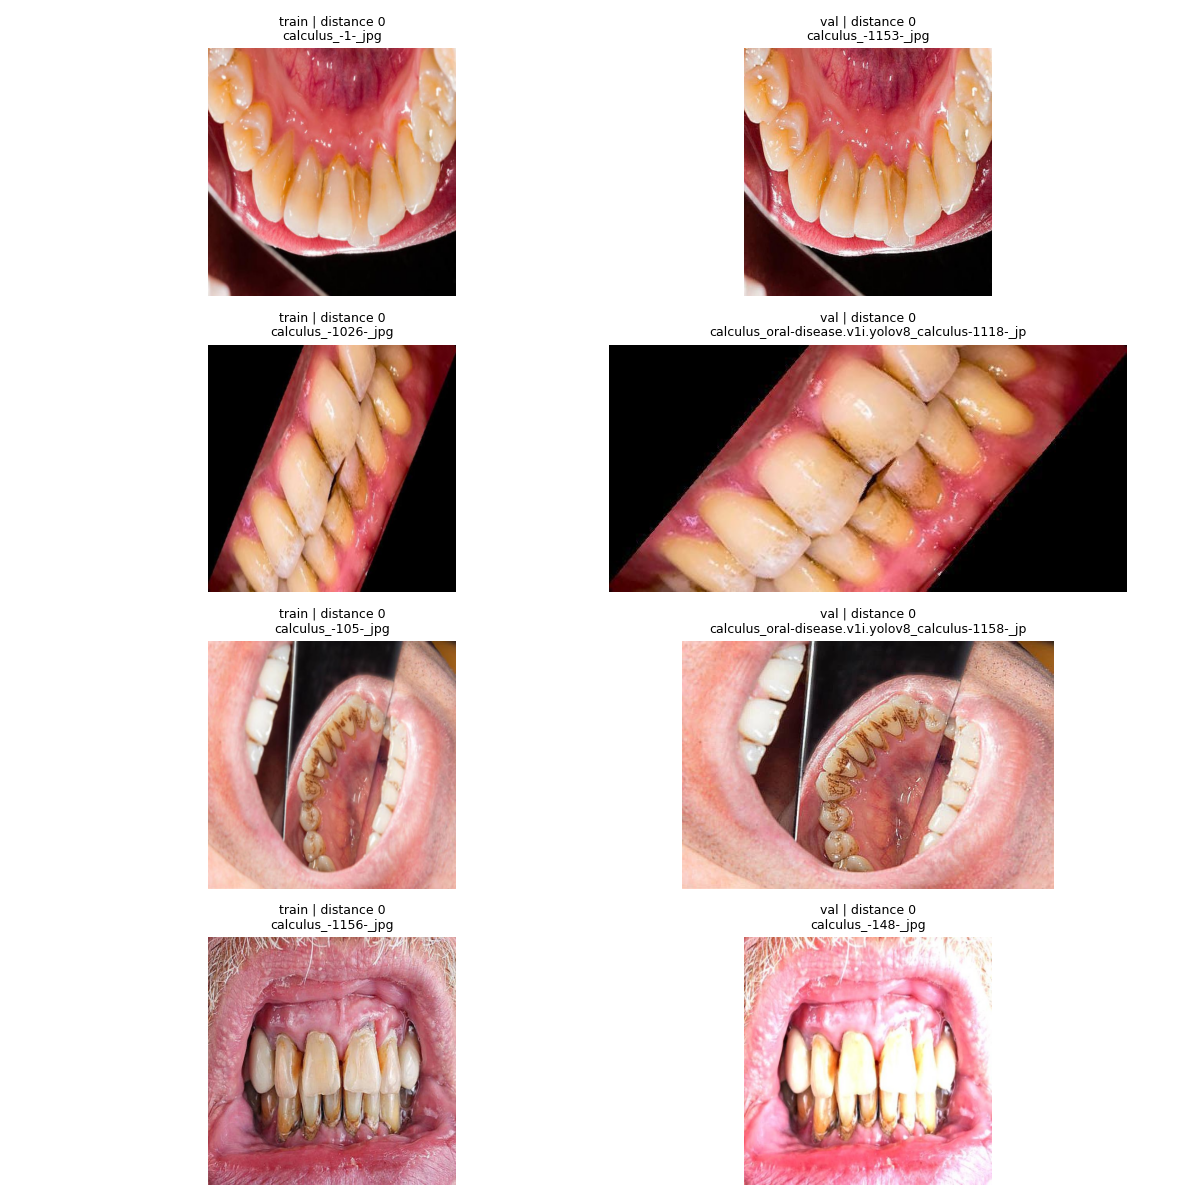 train | distance 0
calculus_-1-_jpg
val | distance 0
calculus_-1153-_jpg
train | distance 0
calculus_-1026-_jpg
val | distance 0
calculus_oral-disease.v1i.yolov8_calculus-1118-_jp
train | distance 0
calculus_-105-_jpg
val | distance 0
calculus_oral-disease.v1i.yolov8_calculus-1158-_jp
train | distance 0
calculus_-1156-_jpg
val | distance 0
calculus_-148-_jpg